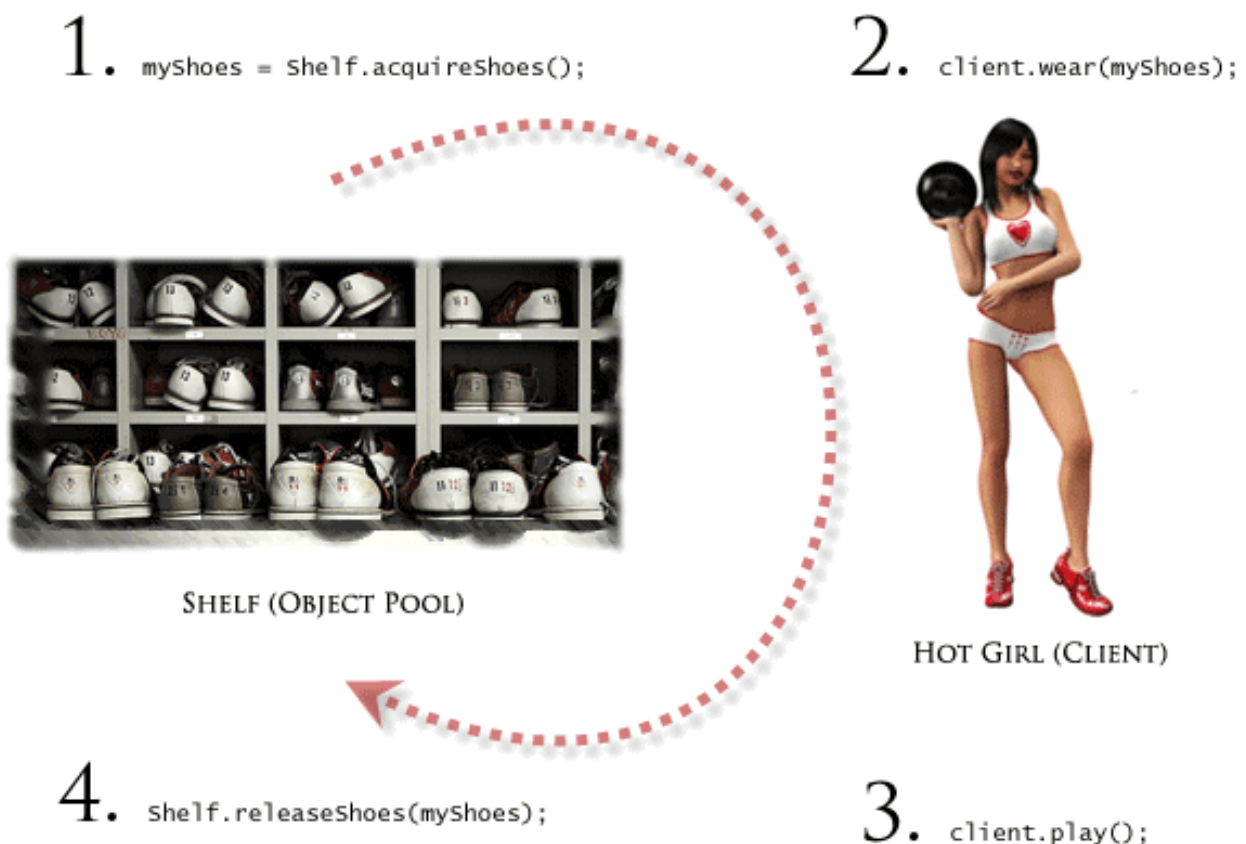 1. myShoes = Shelf.acquireShoes();
2. client.wear(myShoes);
SHELF (OBJECT POOL)
HOT GIRL (CLIENT)
4. Shelf.releaseShoes(myShoes);
3. client.play();